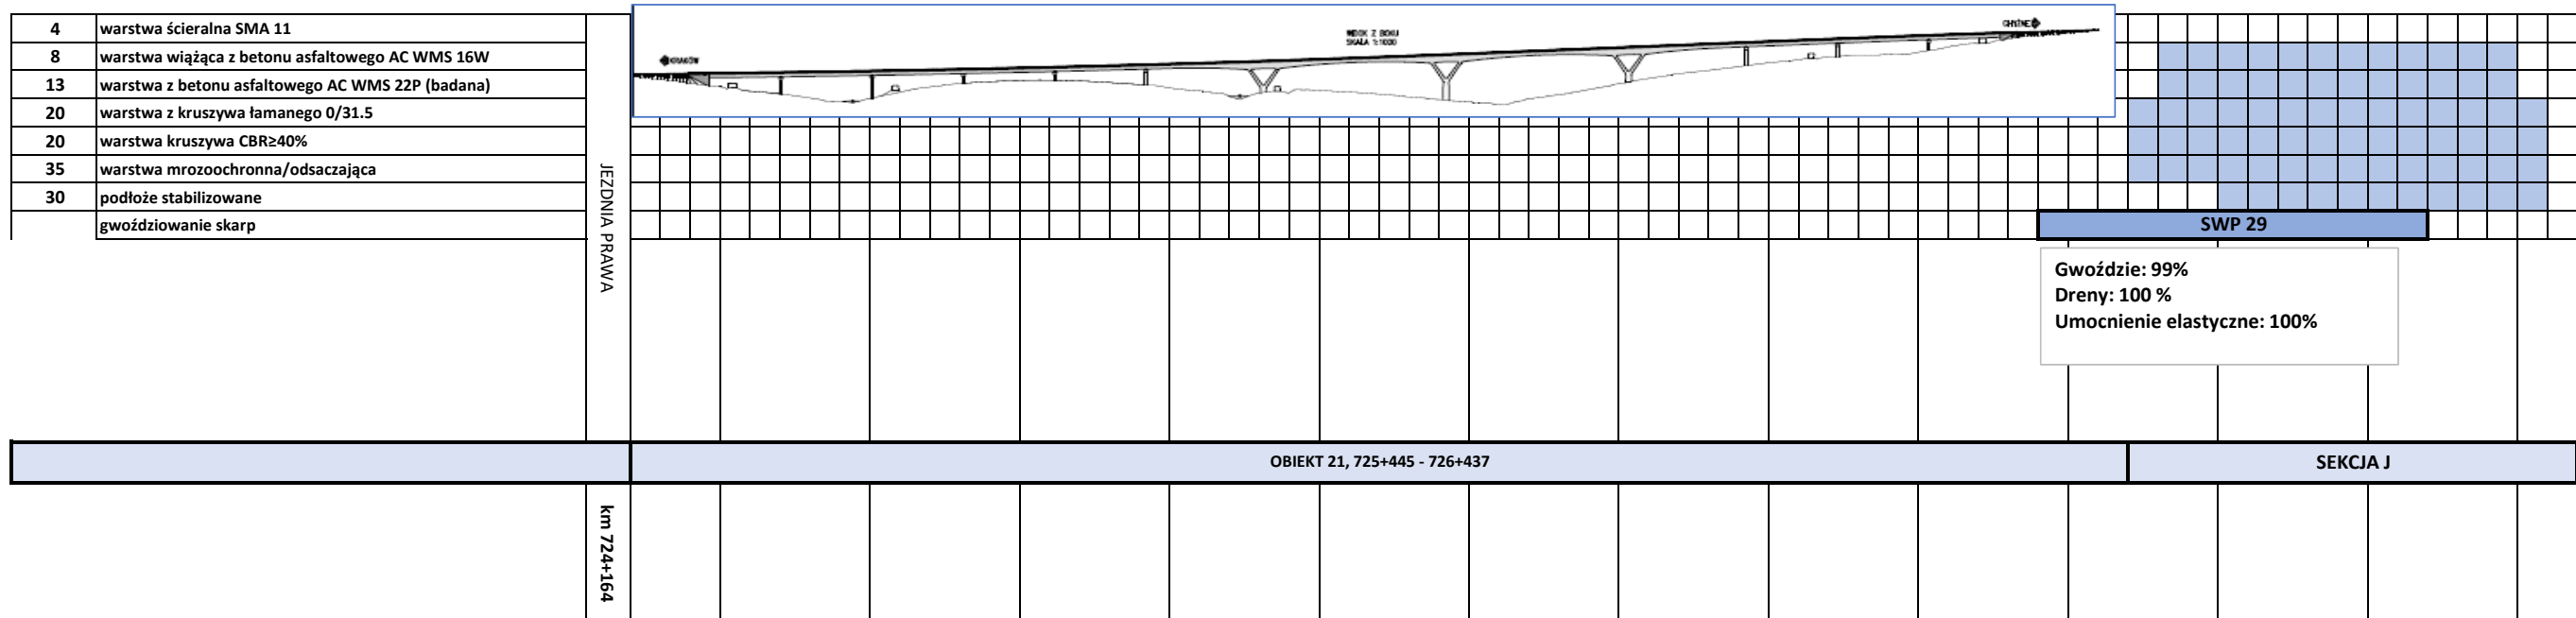 4 warstwa ścieralna SMA 11
8 warstwa wiążąca z betonu asfaltowego AC WMS 16W
13 warstwa z betonu asfaltowego AC WMS 22P (badana)
20 warstwa z kruszywa łamanego 0/31.5
20 warstwa kruszywa CBR≥40%
35 warstwa mrozoochronna/odsaczająca
30 podłoże stabilizowane
gwoździowanie skarp
JEZDNIA PRAWA
KRAKÓW
WIDOK Z BOKU
SKALA 1:1000
CHYŻNE
SWP 29
Gwoździe: 99%
Dreny: 100 %
Umocnienie elastyczne: 100%
OBIEKT 21, 725+445 - 726+437
SEKCJA J
km 724+164